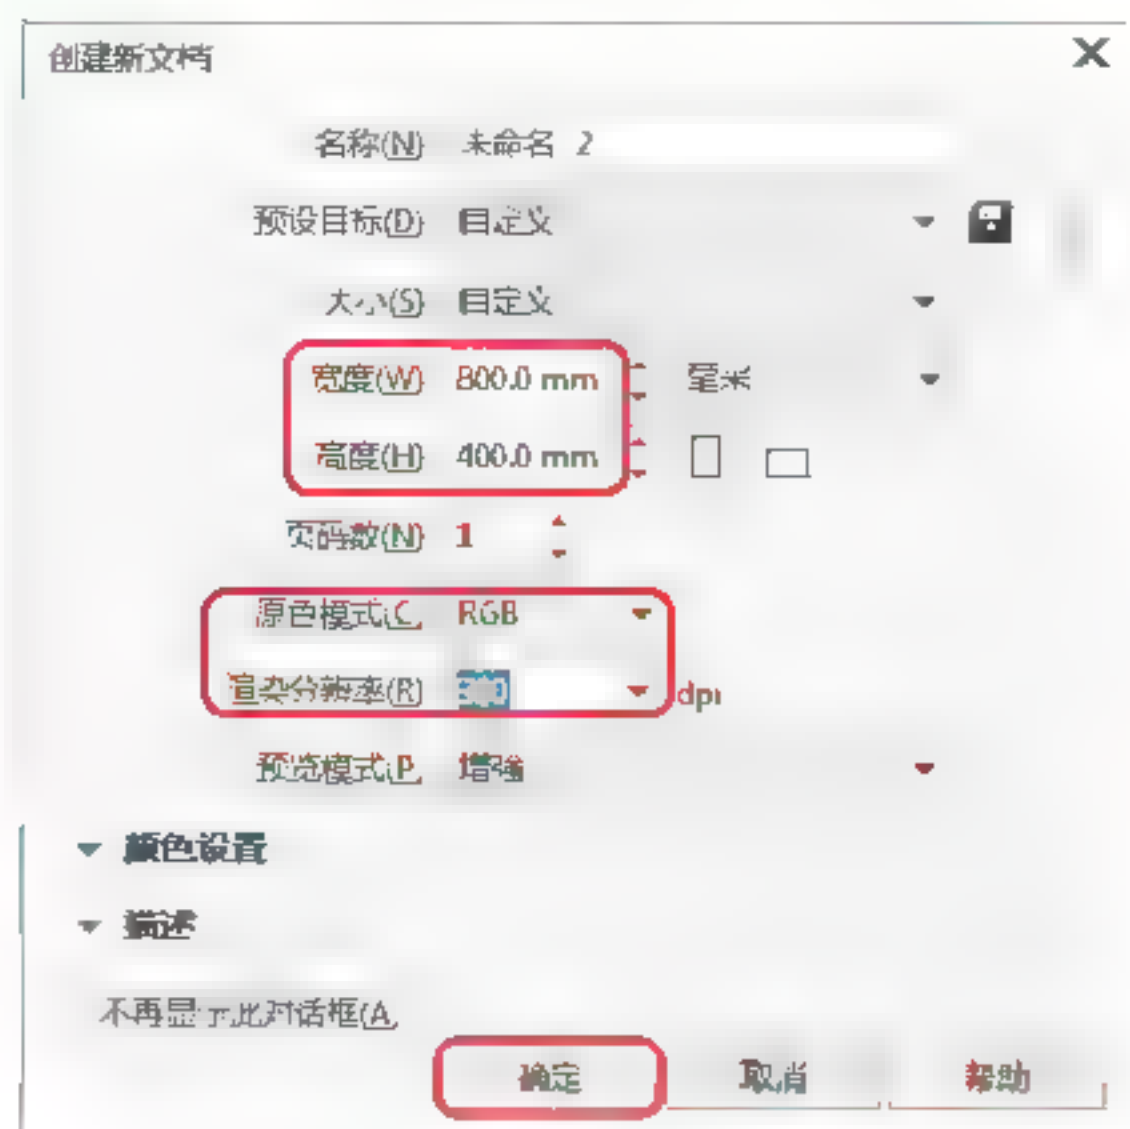 创建新文档
名称(N) 未命名 2
预设目标(D) 自定义
大小(S) 自定义
宽度(W) 800.0 mm 毫米
高度(H) 400.0 mm
页码数(N) 1
原色模式(C) RGB
渲染分辨率(R) dpi
预览模式(P) 增强
颜色设置
描述
不再显示此对话框(A)
确定 取消 帮助